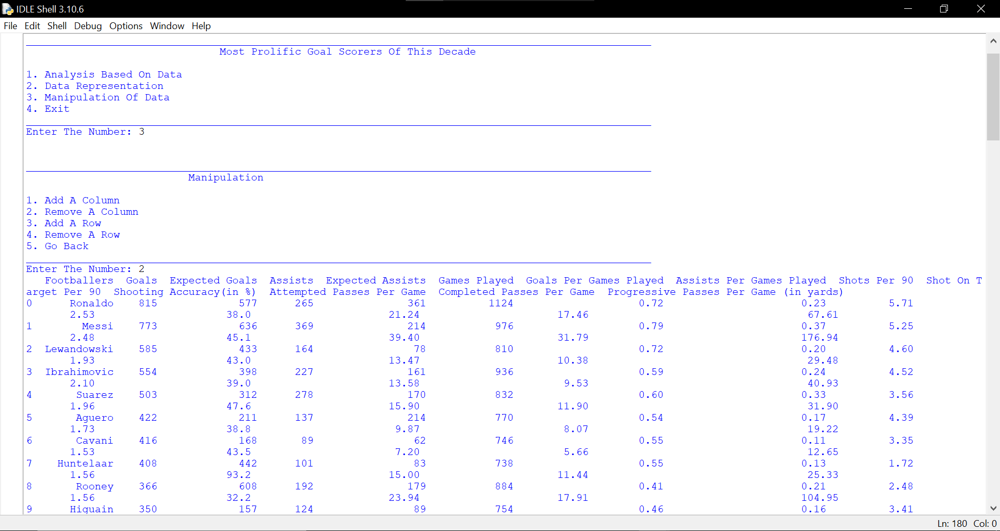 IDLE Shell 3.10.6
File Edit Shell Debug Options Window Help
Most Prolific Goal Scorers Of This Decade
1. Analysis Based On Data
2. Data Representation
3. Manipulation Of Data
4. Exit
Enter The Number: 3
Manipulation
1. Add A Column
2. Remove A Column
3. Add A Row
4. Remove A Row
5. Go Back
Enter The Number: 2
Footballers Goals Expected Goals Assists Expected Assists Games Played Goals Per Games Played Assists Per Games Played Shots Per 90 Shot On T
arget Per 90 Shooting Accuracy(in %) Attempted Passes Per Game Completed Passes Per Game Progressive Passes Per Game (in yards)
0 Ronaldo 815 577 265 361 1124 0.72 0.23 5.71
2.53 38.0 21.24 17.46 67.61
1 Messi 773 636 369 214 976 0.79 0.37 5.25
2.48 45.1 39.40 31.79 176.94
2 Lewandowski 585 433 164 78 810 0.72 0.20 4.60
1.93 43.0 13.47 10.38 29.48
3 Ibrahimovic 554 398 227 161 936 0.59 0.24 4.52
2.10 39.0 13.58 9.53 40.93
4 Suarez 503 312 278 170 832 0.60 0.33 3.56
1.96 47.6 15.90 11.90 31.90
5 Aguero 422 211 137 214 770 0.54 0.17 4.39
1.73 38.8 9.87 8.07 19.22
6 Cavani 416 168 89 62 746 0.55 0.11 3.35
1.53 43.5 7.20 5.66 12.65
7 Huntelaar 408 442 101 83 738 0.55 0.13 1.72
1.56 93.2 15.00 11.44 25.33
8 Rooney 366 608 192 179 884 0.41 0.21 2.48
1.56 32.2 23.94 17.91 104.95
9 Higuain 350 157 124 89 754 0.46 0.16 3.41
Ln: 180 Col: 0